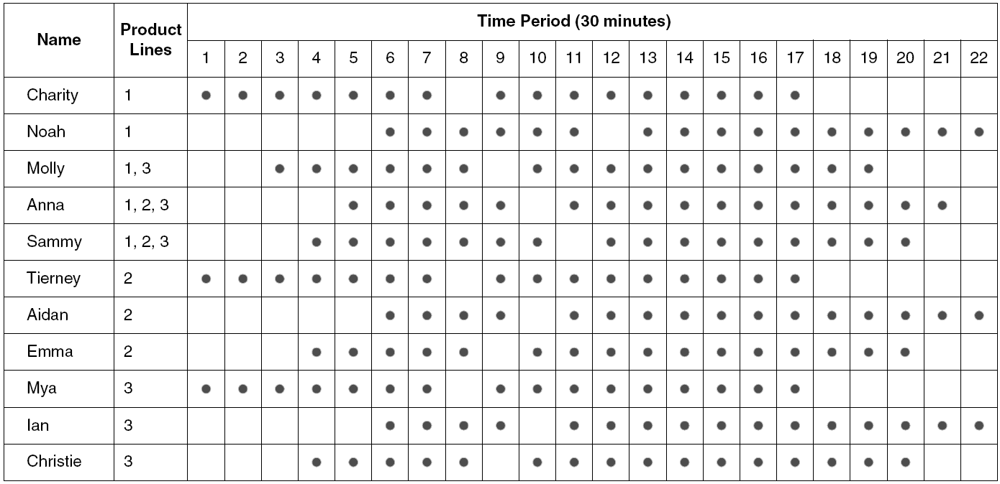 Name Product Lines Time Period (30 minutes)
1 2 3 4 5 6 7 8 9 10 11 12 13 14 15 16 17 18 19 20 21 22
Charity 1
Noah 1
Molly 1, 3
Anna 1, 2, 3
Sammy 1, 2, 3
Tierney 2
Aidan 2
Emma 2
Mya 3
Ian 3
Christie 3